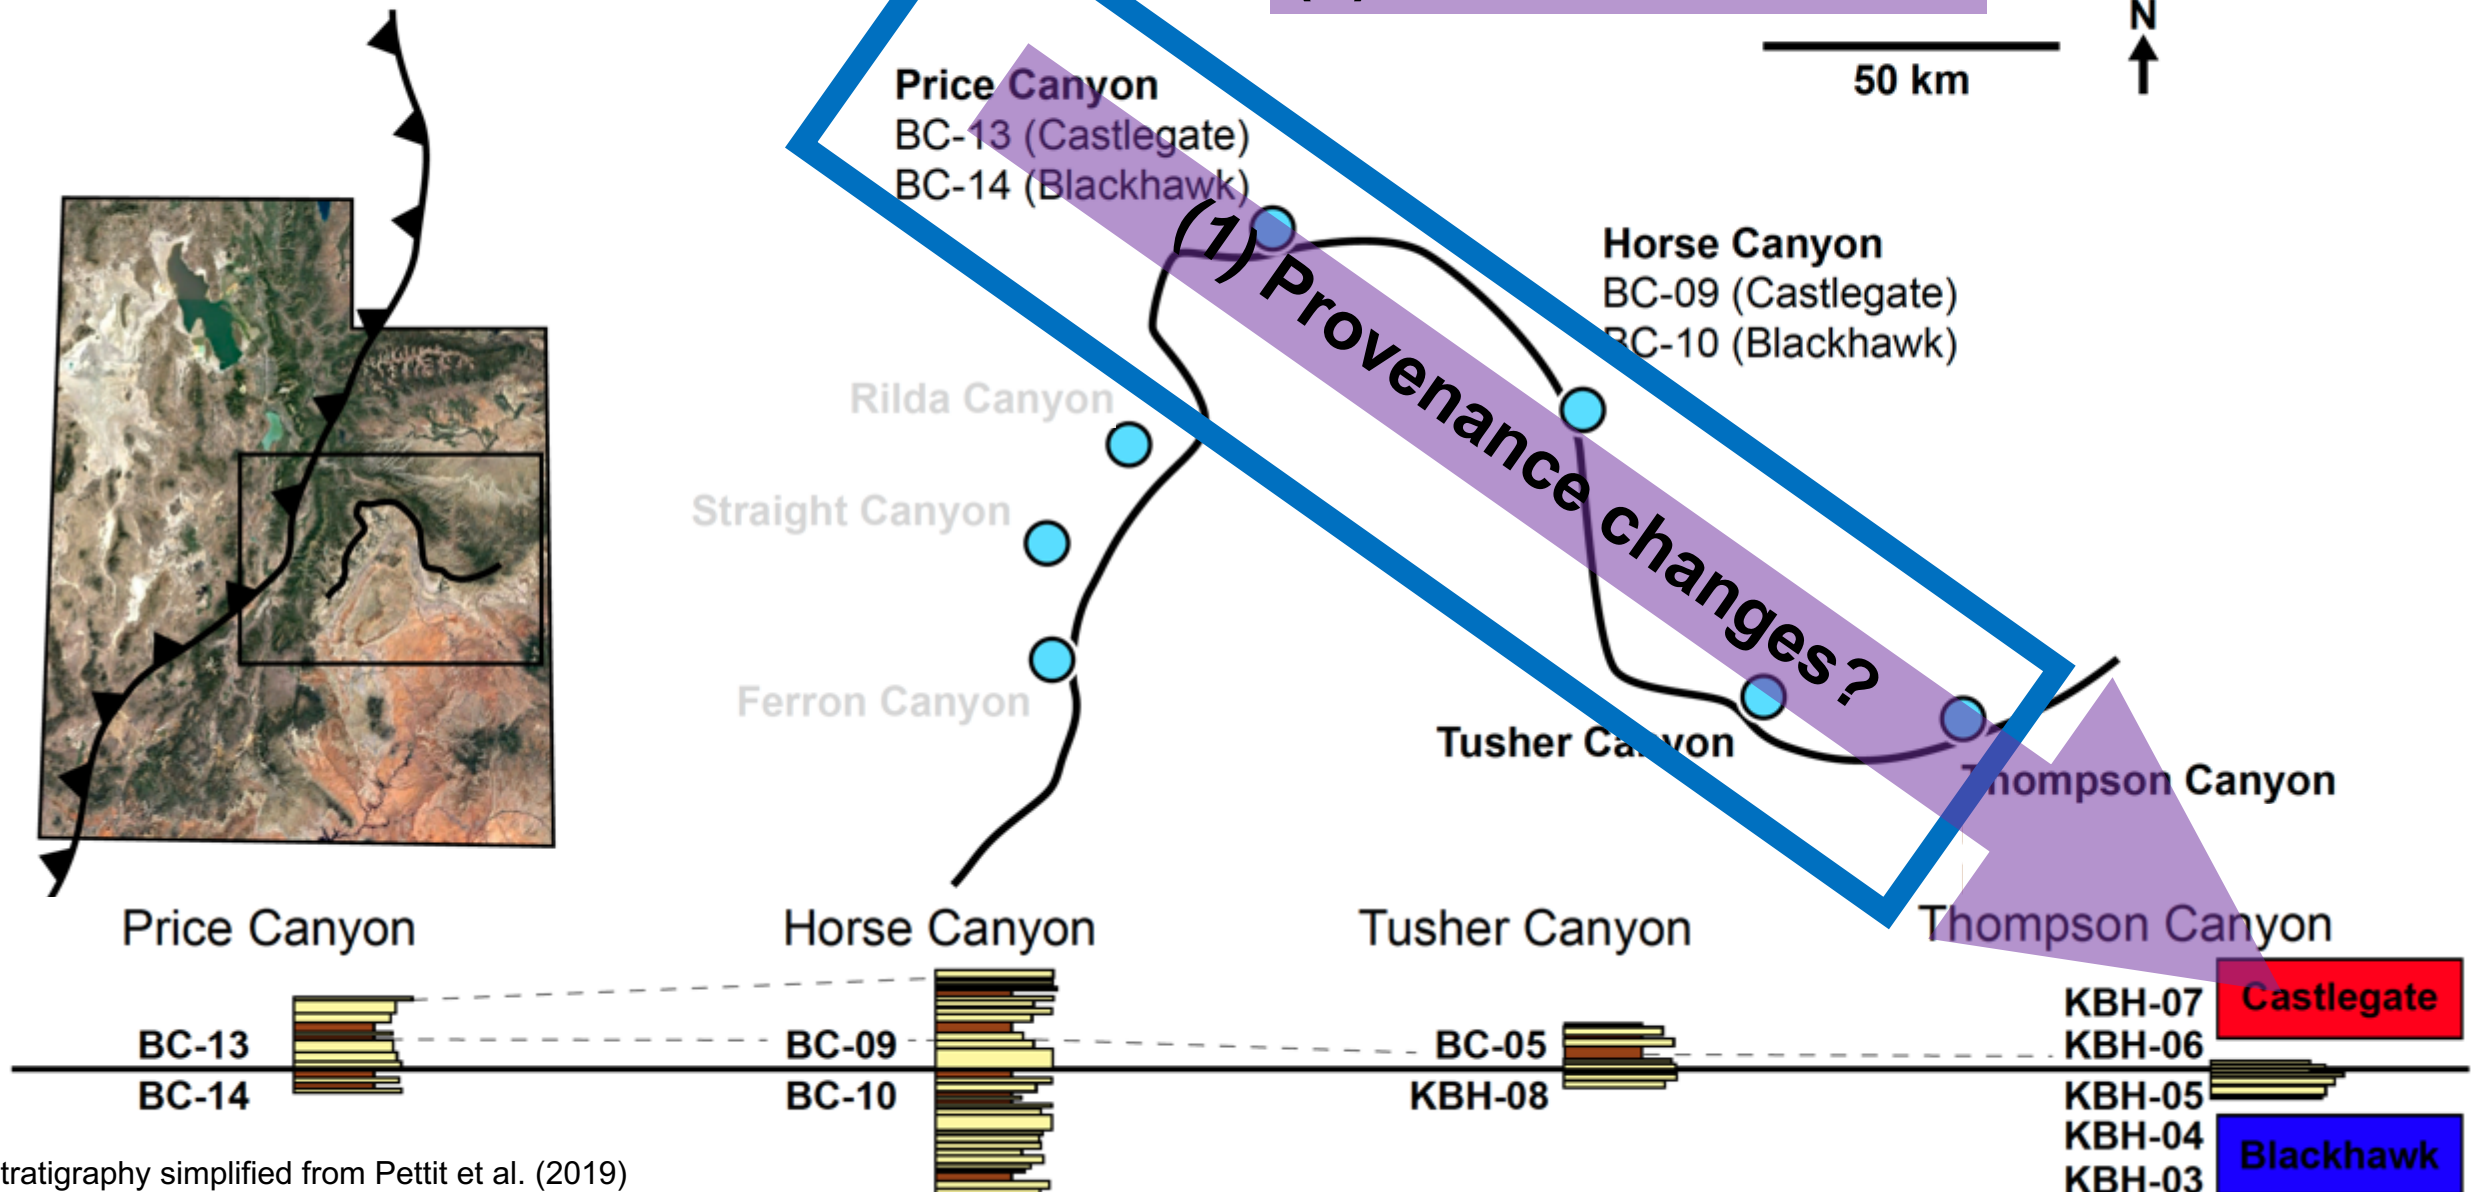 N
50 km
Price Canyon
BC-13 (Castlegate)
BC-14 (Blackhawk)
Horse Canyon
BC-09 (Castlegate)
BC-10 (Blackhawk)
(1) Provenance changes?
Rilda Canyon
Straight Canyon
Ferron Canyon
Tusher Canyon
Thompson Canyon
Price Canyon
Horse Canyon
Tusher Canyon
Thompson Canyon
BC-13
BC-14
BC-09
BC-10
BC-05
KBH-08
KBH-07
KBH-06
KBH-05
KBH-04
KBH-03
Castlegate
Blackhawk
tratigraphy simplified from Pettit et al. (2019)